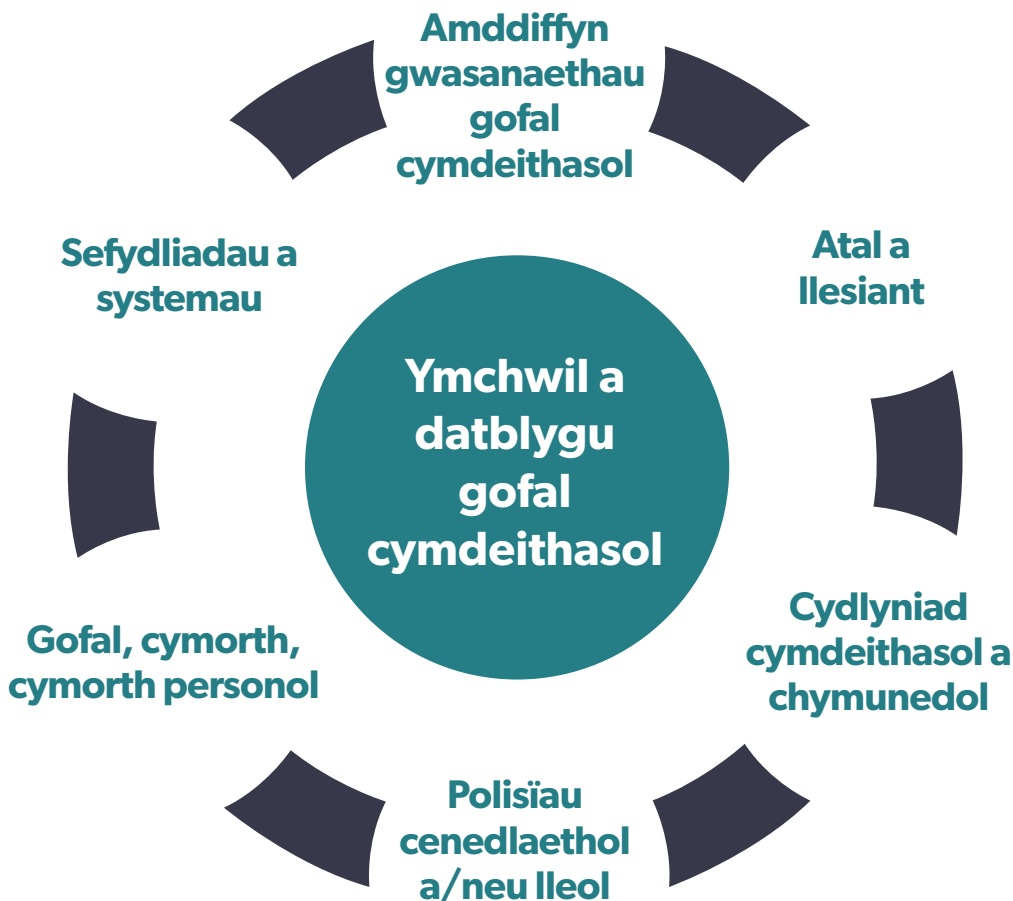 Amddiffyn
gwasanaethau
gofal
cymdeithasol
Atal a
llesiant
Cydlyniad
cymdeithasol a
chymunedol
Polisïau
cenedlaethol
a/neu lleol
Gofal, cymorth,
cymorth personol
Sefydliadau a
systemau
Ymchwil a
datblygu
gofal
cymdeithasol